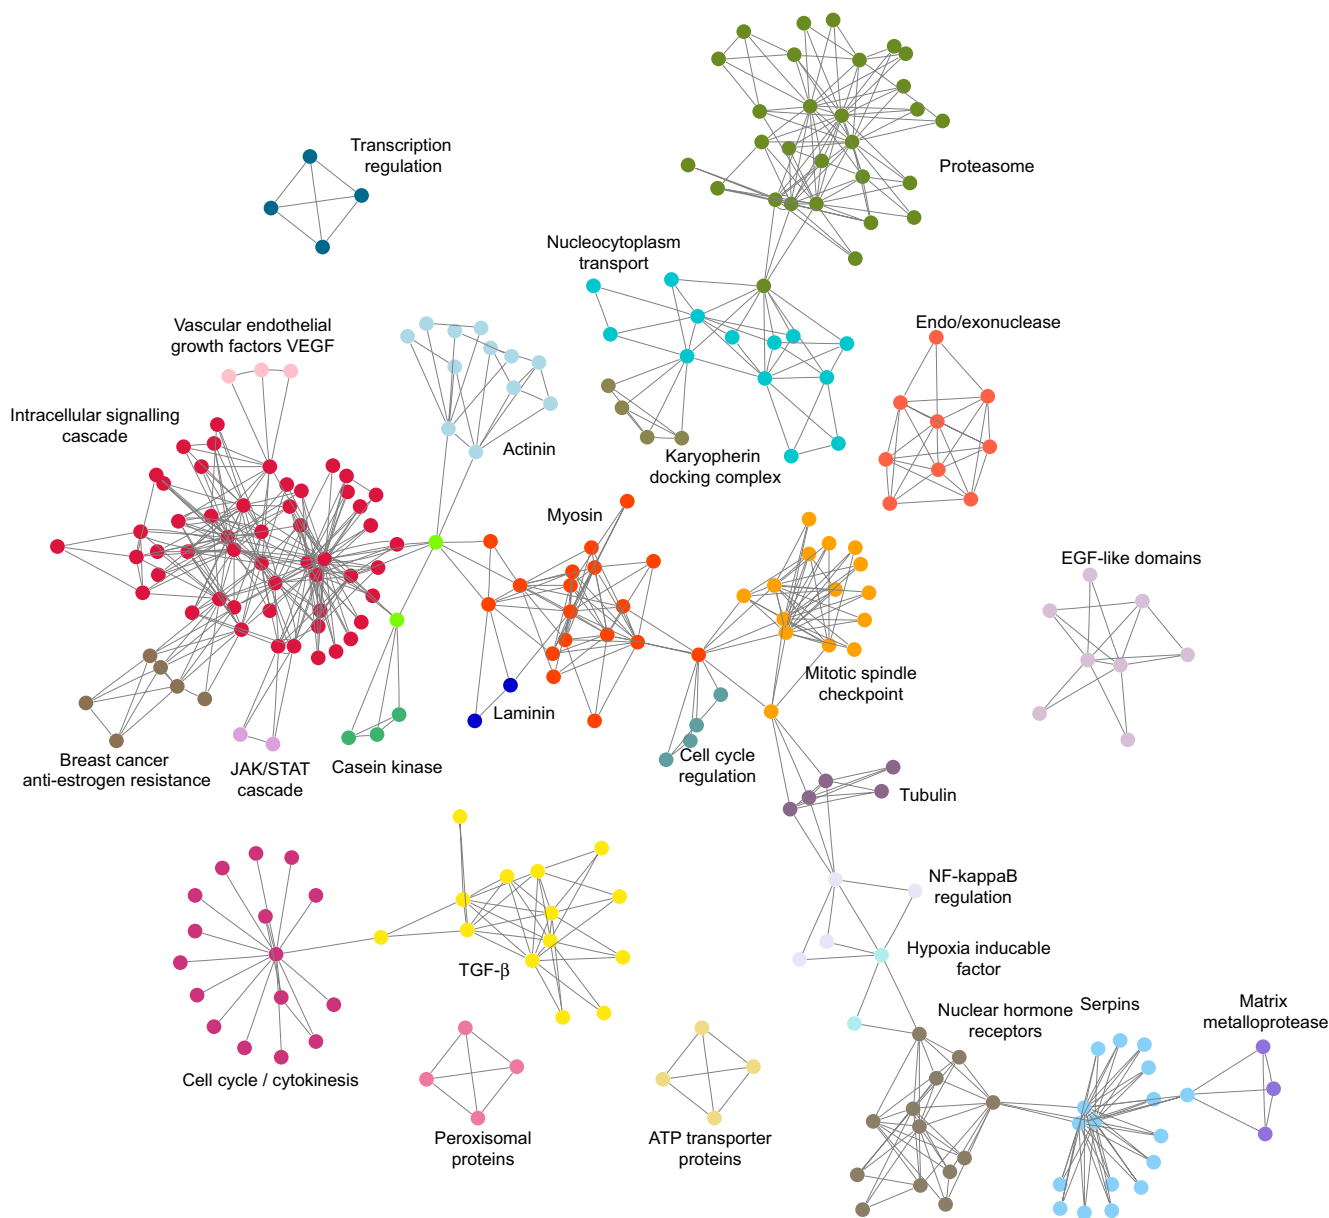 Transcription
regulation
Proteasome
Nucleocytoplasm
transport
Vascular endothelial
growth factors VEGF
Endo/exonuclease
Intracellular signalling
cascade
Actinin
Karyopherin
docking complex
Myosin
EGF-like domains
Mitotic spindle
checkpoint
Laminin
Cell cycle
regulation
Breast cancer
anti-estrogen resistance
JAK/STAT
cascade
Casein kinase
Tubulin
NF-kappaB
regulation
Hypoxia inducable
factor
TGF-β
Nuclear hormone
receptors
Serpins
Matrix
metalloprotease
Cell cycle / cytokinesis
Peroxisomal
proteins
ATP transporter
proteins